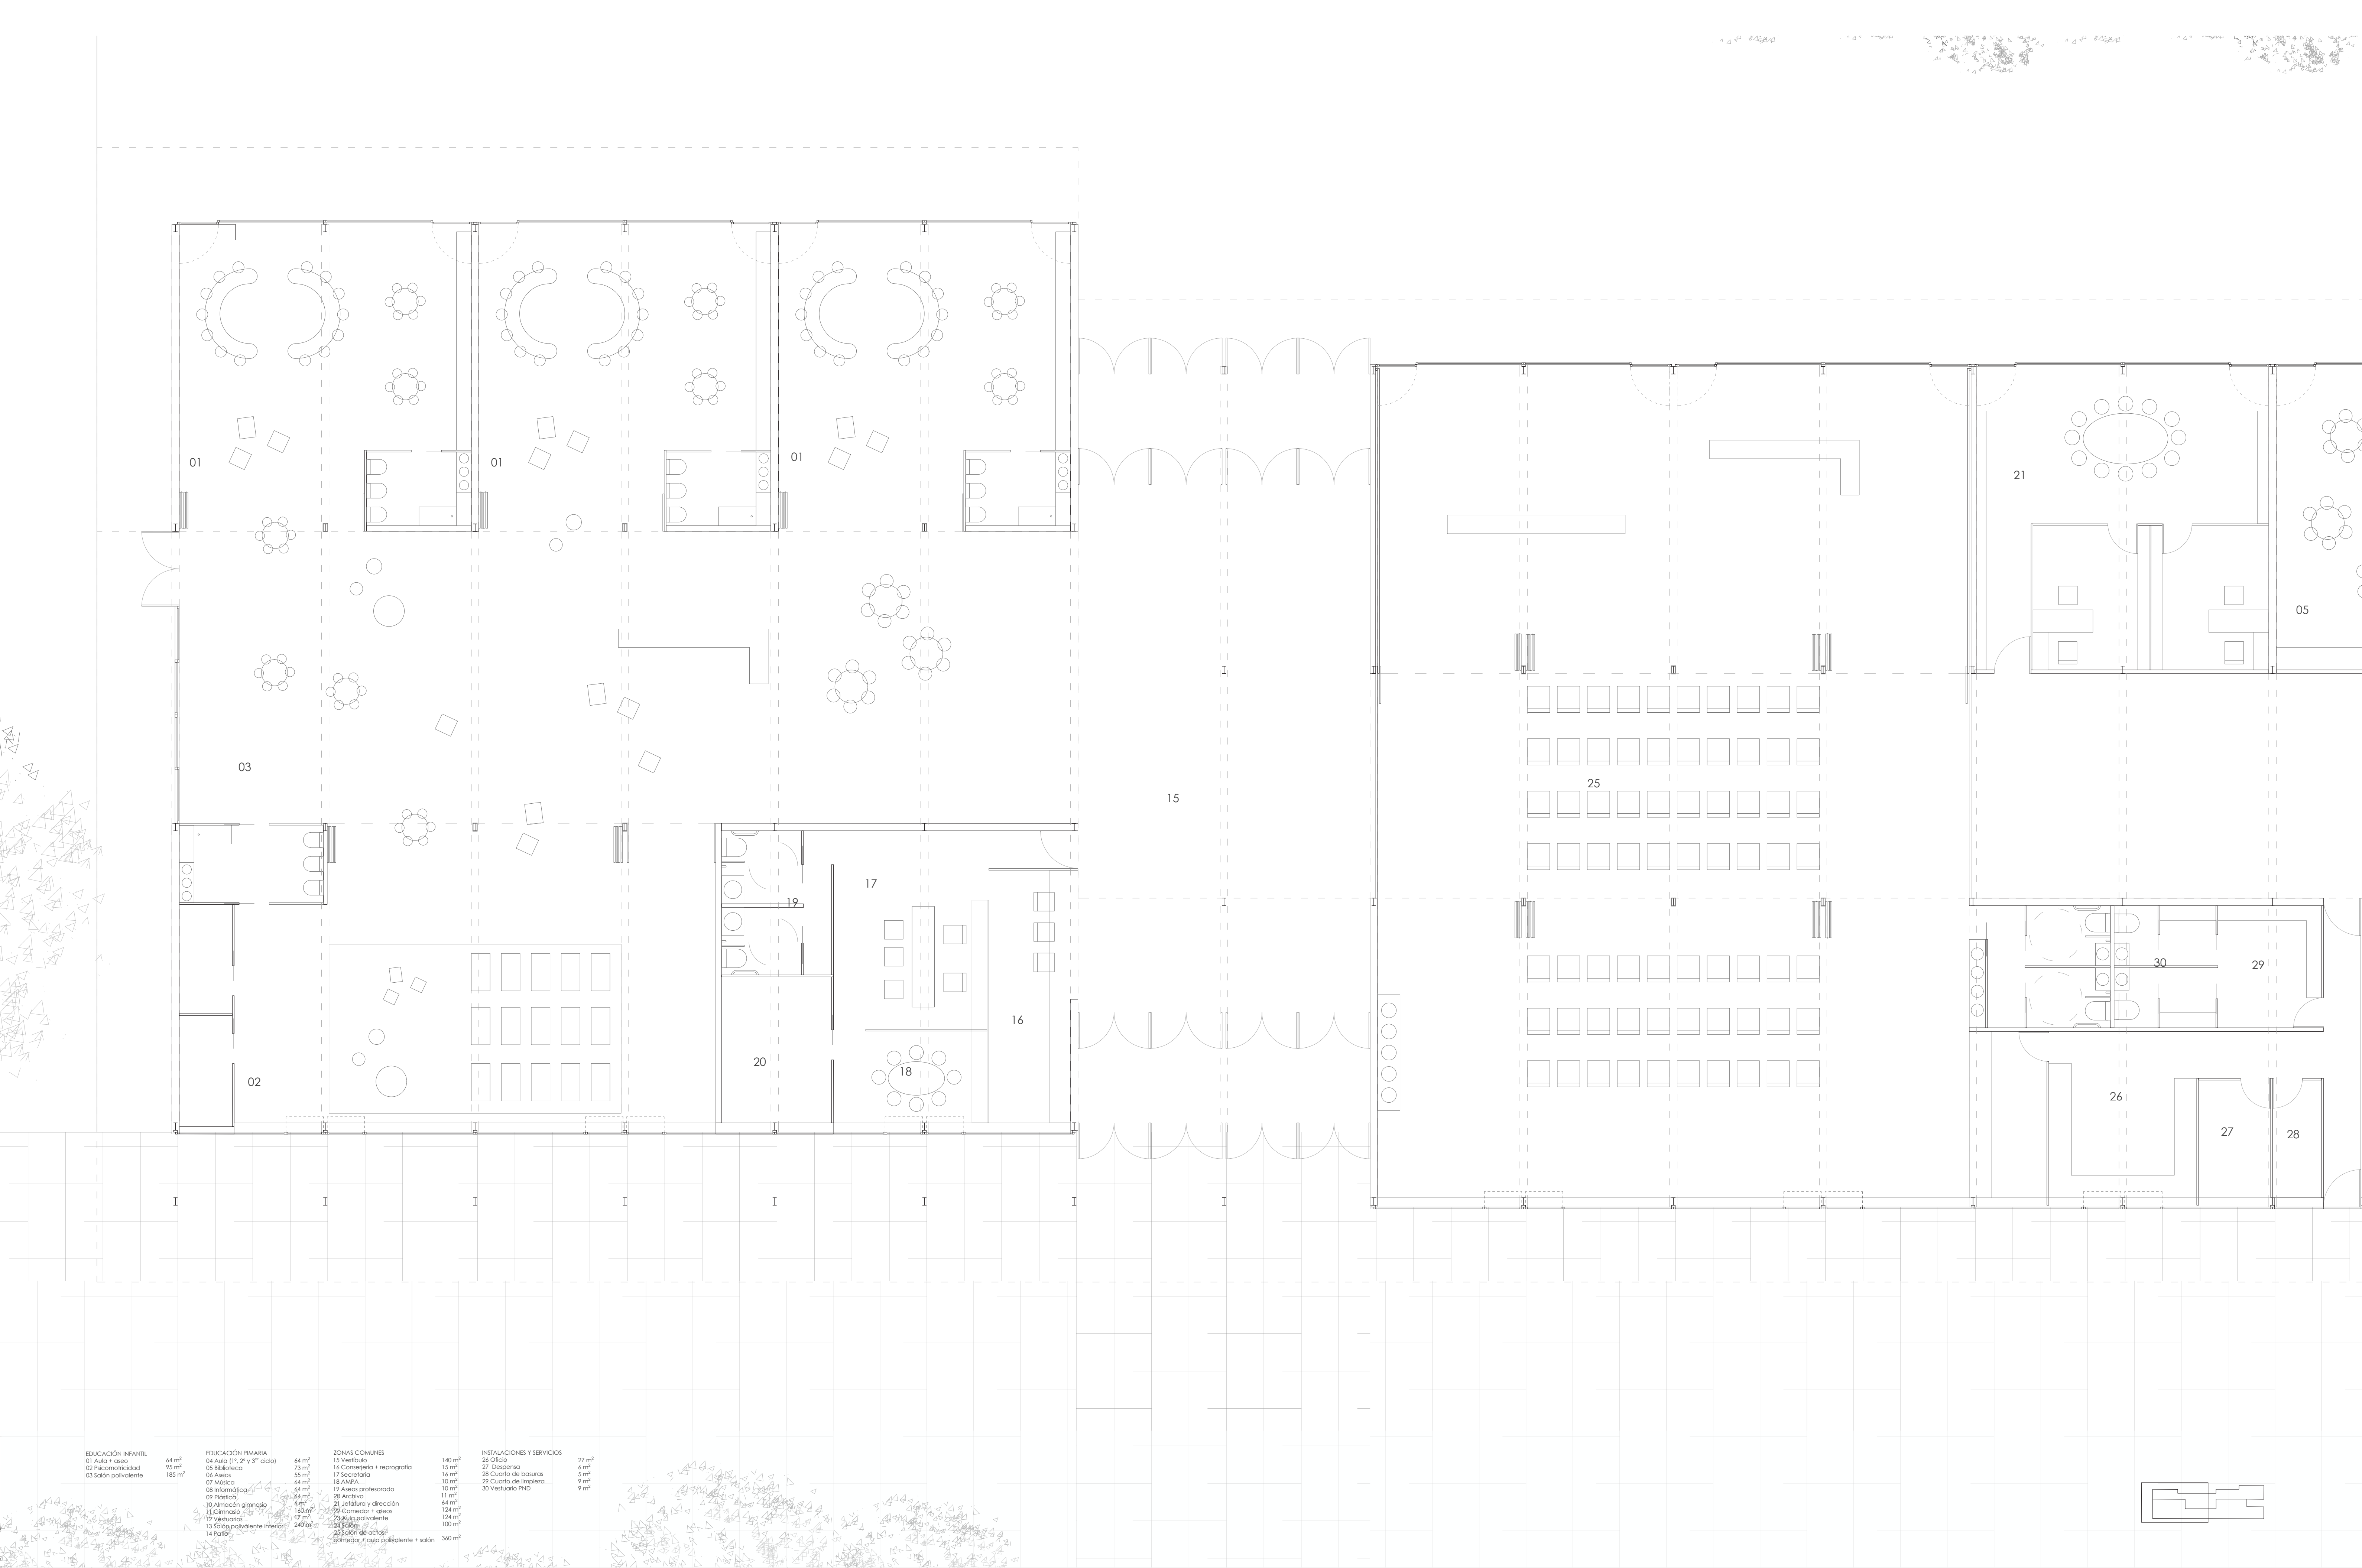 01
01
01
21
05
03
15
25
17
19
30
29
16
20
18
02
26
27
28
EDUCACIÓN INFANTIL
01 Aula + aseo 64 m²
02 Psicomotricidad 95 m²
03 Salón polivalente 185 m²
EDUCACIÓN PIMARIA
04 Aula (1º, 2º y 3er ciclo) 64 m²
05 Biblioteca 73 m²
06 Aseos 55 m²
07 Música 64 m²
08 Informática 64 m²
09 Plástica 64 m²
10 Almacén gimnasio 6 m²
11 Gimnasio 160 m²
12 Vestuarios 17 m²
13 Salón polivalente interior 240 m²
14 Patio
ZONAS COMUNES
15 Vestíbulo 140 m²
16 Conserjería + reprografía 15 m²
17 Secretaría 16 m²
18 AMPA 10 m²
19 Aseos profesorado 10 m²
20 Archivo 11 m²
21 Jefatura y dirección 64 m²
22 Comedor + aseos 124 m²
23 Aula polivalente 124 m²
24 Salón 100 m²
25 Salón de actos:
comedor + aula polivalente + salón 360 m²
INSTALACIONES Y SERVICIOS
26 Oficio 27 m²
27 Despensa 6 m²
28 Cuarto de basuras 5 m²
29 Cuarto de limpieza 9 m²
30 Vestuario PND 9 m²